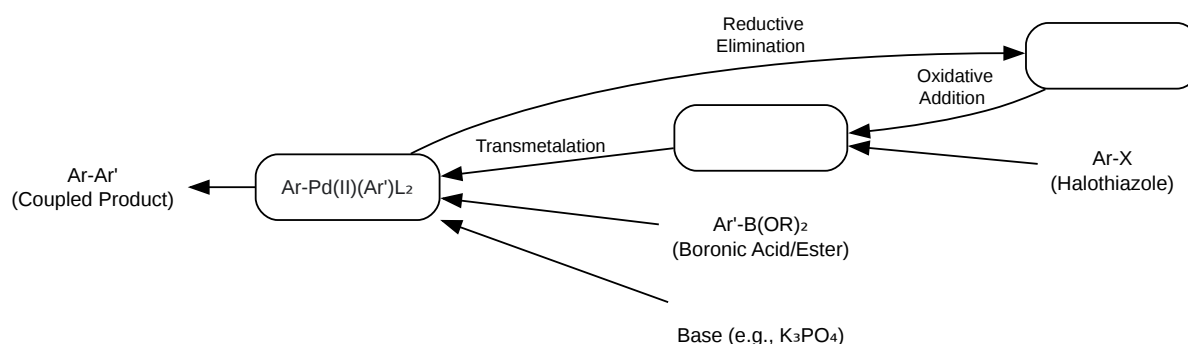 Reductive
Elimination
Oxidative
Addition
Transmetalation
Ar-X
(Halothiazole)
Ar-Ar'
(Coupled Product)
Ar-Pd(II)(Ar')L₂
Ar'-B(OR)₂
(Boronic Acid/Ester)
Base (e.g., K₃PO₄)